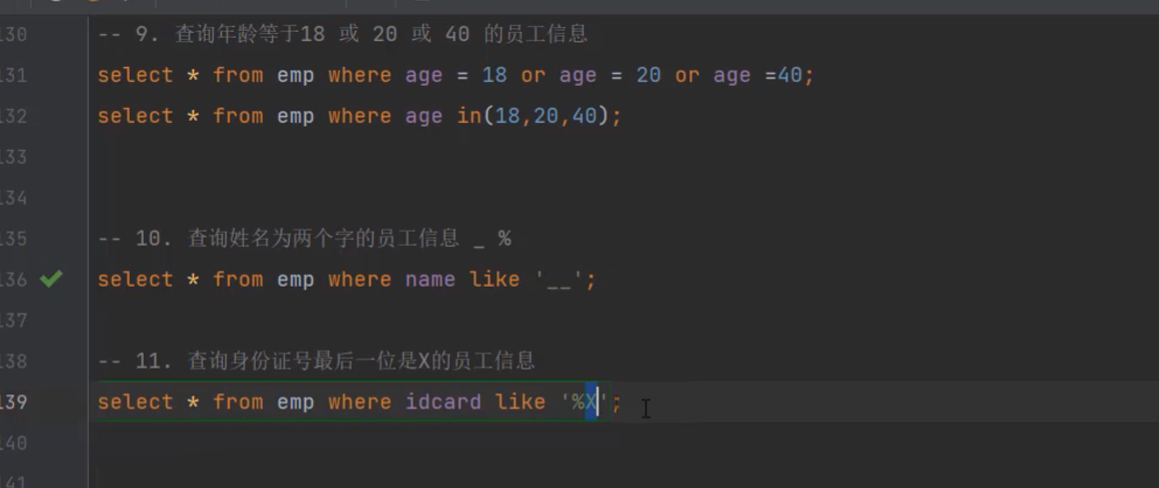 130 -- 9. 查询年龄等于18 或 20 或 40 的员工信息
131 select * from emp where age = 18 or age = 20 or age =40;
132 select * from emp where age in(18,20,40);
133
134
135 -- 10. 查询姓名为两个字的员工信息 _ %
136 select * from emp where name like '__';
137
138 -- 11. 查询身份证号最后一位是X的员工信息
139 select * from emp where idcard like '%X';
140
141